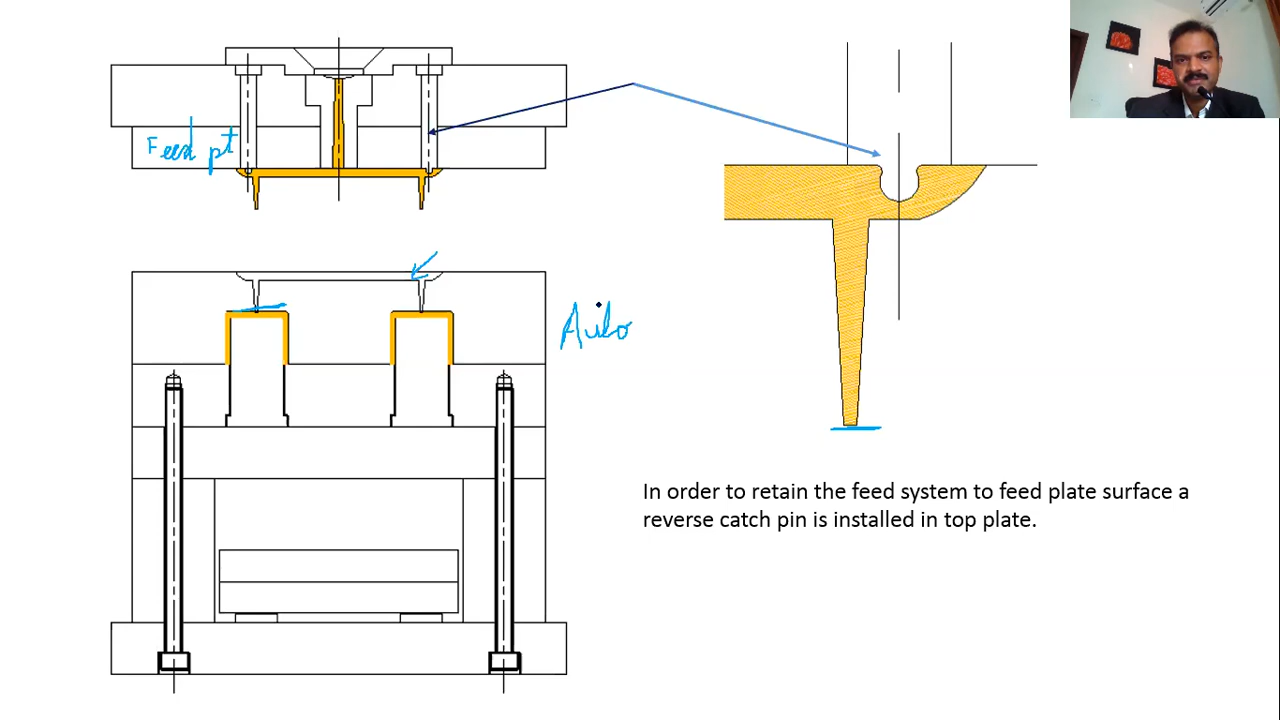 Feed pt
Auto
In order to retain the feed system to feed plate surface a
reverse catch pin is installed in top plate.